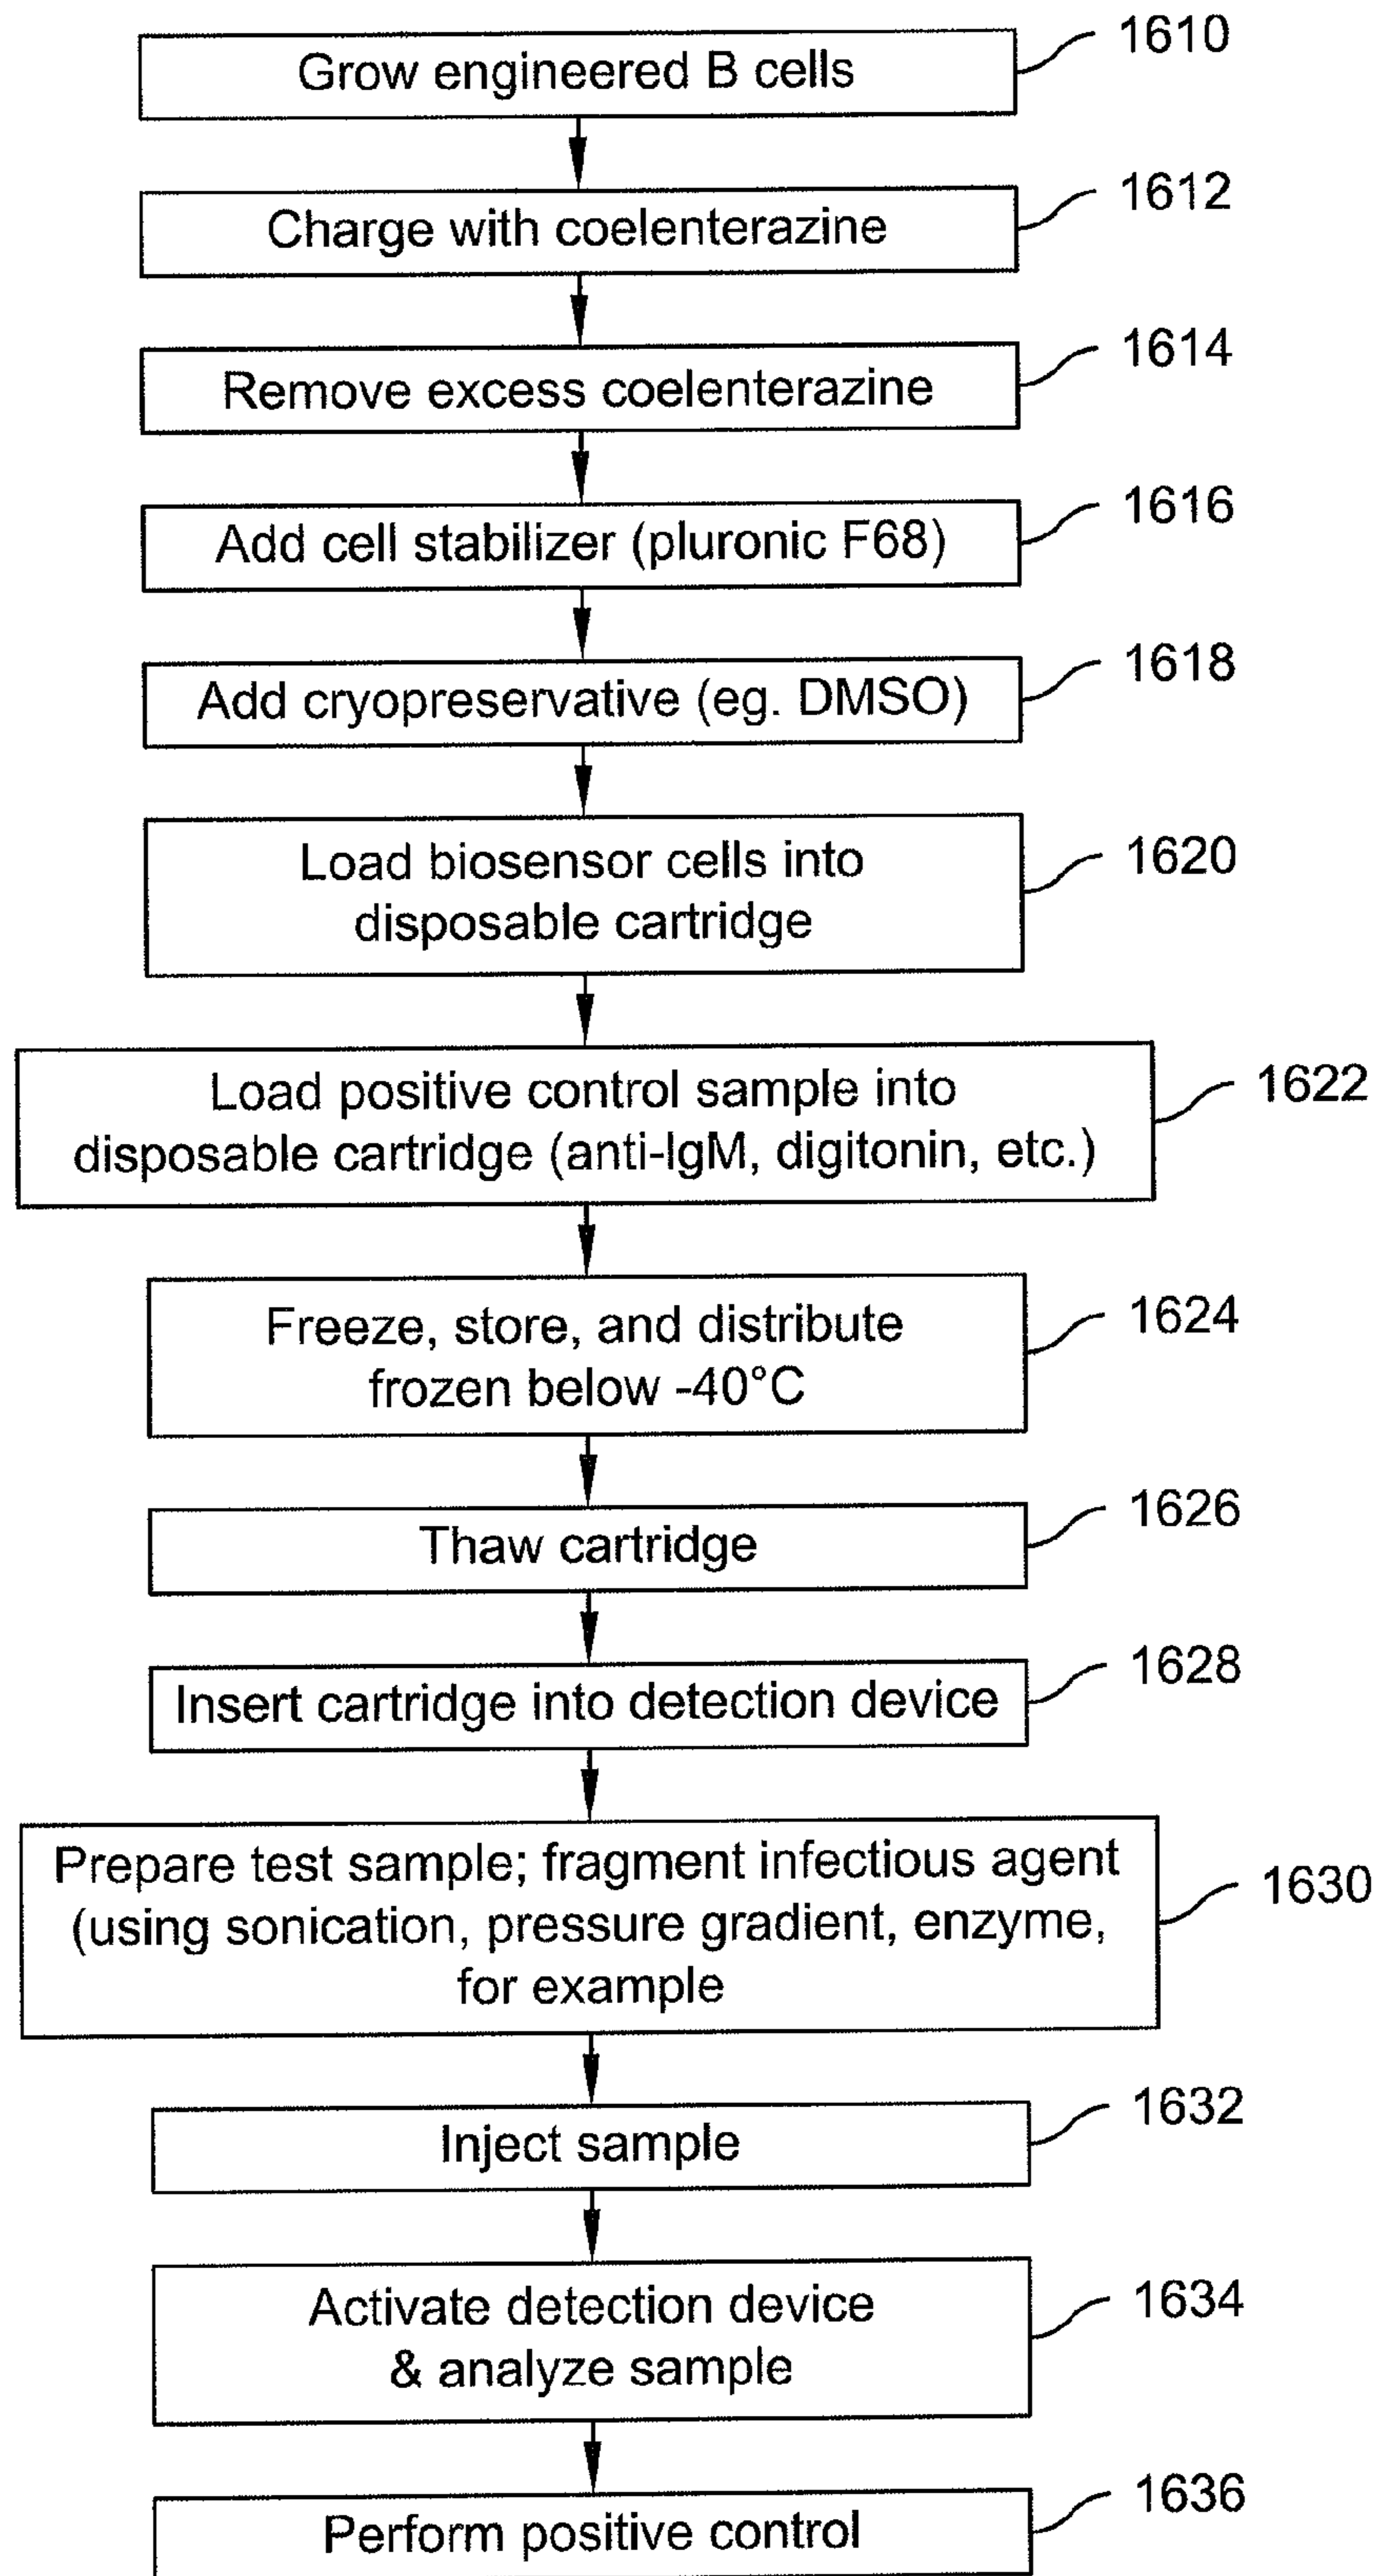 Grow engineered B cells
1610
Charge with coelenterazine
1612
Remove excess coelenterazine
1614
Add cell stabilizer (pluronic F68)
1616
Add cryopreservative (eg. DMSO)
1618
Load biosensor cells into
disposable cartridge
1620
Load positive control sample into
disposable cartridge (anti-IgM, digitonin, etc.)
1622
Freeze, store, and distribute
frozen below -40°C
1624
Thaw cartridge
1626
Insert cartridge into detection device
1628
Prepare test sample; fragment infectious agent
(using sonication, pressure gradient, enzyme,
for example
1630
Inject sample
1632
Activate detection device
& analyze sample
1634
Perform positive control
1636